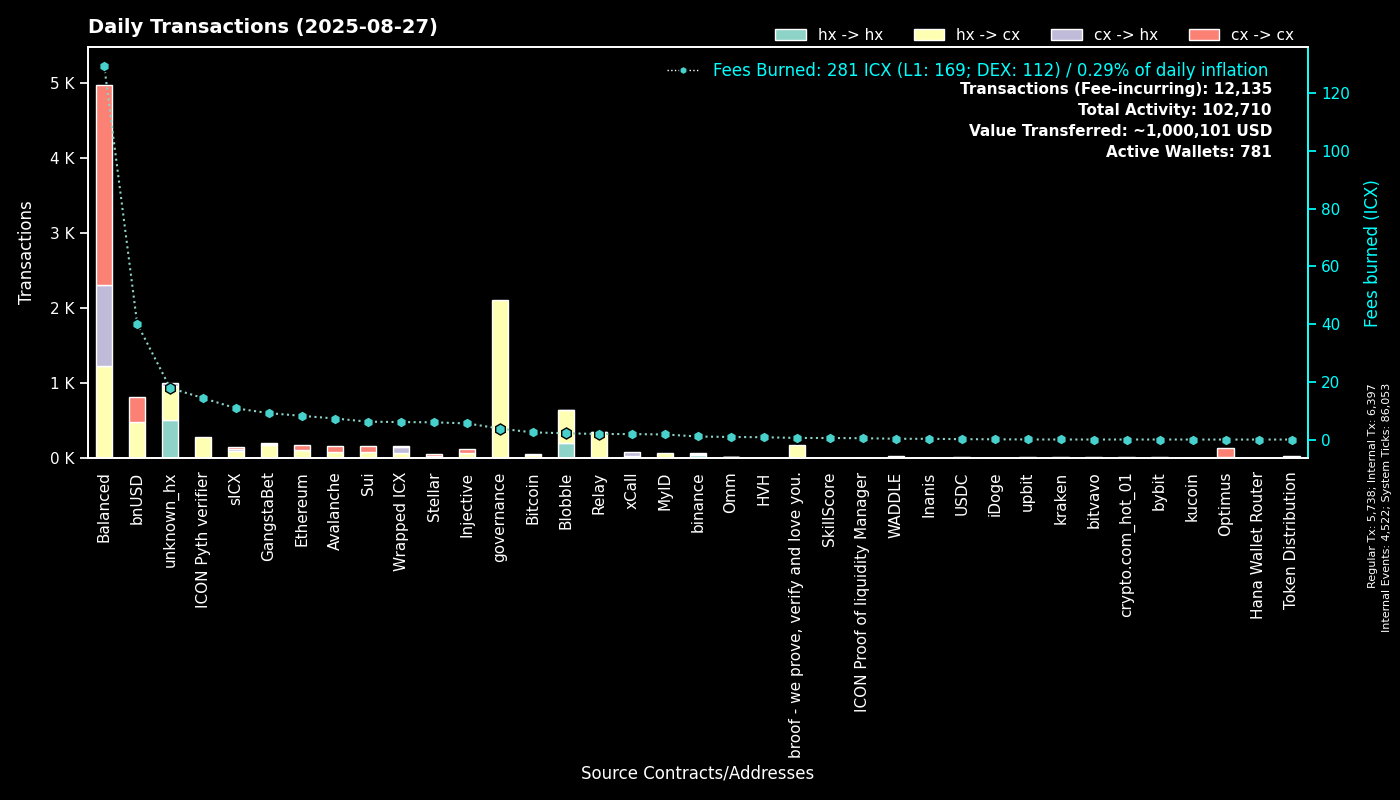 Daily Transactions (2025-08-27)
hx -> hx
hx -> cx
cx -> hx
cx -> cx
Fees Burned: 281 ICX (L1: 169; DEX: 112) / 0.29% of daily inflation
Transactions (Fee-incurring): 12,135
Total Activity: 102,710
Value Transferred: ~1,000,101 USD
Active Wallets: 781
Transactions
5 K
4 K
3 K
2 K
1 K
0 K
120
100
80
60
40
20
0
Fees burned (ICX)
Regular Tx: 5,738; Internal Tx: 6,397
Internal Events: 4,522; System Ticks: 86,053
Balanced
bnUSD
unknown_hx
ICON Pyth verifier
sICX
GangstaBet
Ethereum
Avalanche
Sui
Wrapped ICX
Stellar
Injective
governance
Bitcoin
Blobble
Relay
xCall
MyID
binance
Omm
HVH
broof - we prove, verify and love you.
SkillScore
ICON Proof of liquidity Manager
WADDLE
Inanis
USDC
iDoge
upbit
kraken
bitvavo
crypto.com_hot_01
bybit
kucoin
Optimus
Hana Wallet Router
Token Distribution
Source Contracts/Addresses